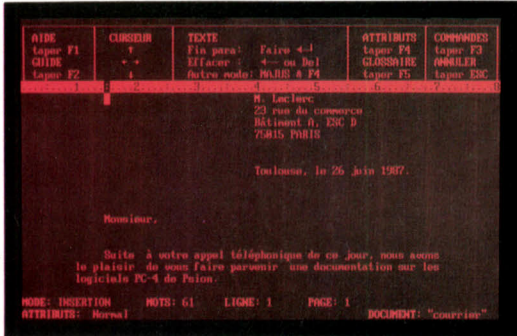 AIDE CURSEUR TEXTE ATTRIBUTS COMMANDES
taper F1 ↑ Fin para: Faire ↵ taper F4 taper F3
GUIDE ← → Effacer : ← ou Del GLOSSAIRE ANNULER
taper F2 ↓ Autre mode: MAJUS & F4 taper F5 taper ESC
M. Leclerc
23 rue du commerce
Bâtiment A, ESC D
75015 PARIS
Toulouse, le 26 juin 1987.
Monsieur,
Suite à votre appel téléphonique de ce jour, nous avons
le plaisir de vous faire parvenir une documentation sur les
logiciels PC-4 de Psion.
MODE: INSERTION MOTS: 61 LIGNE: 1 PAGE: 1
ATTRIBUTS: Normal DOCUMENT: "courrier"